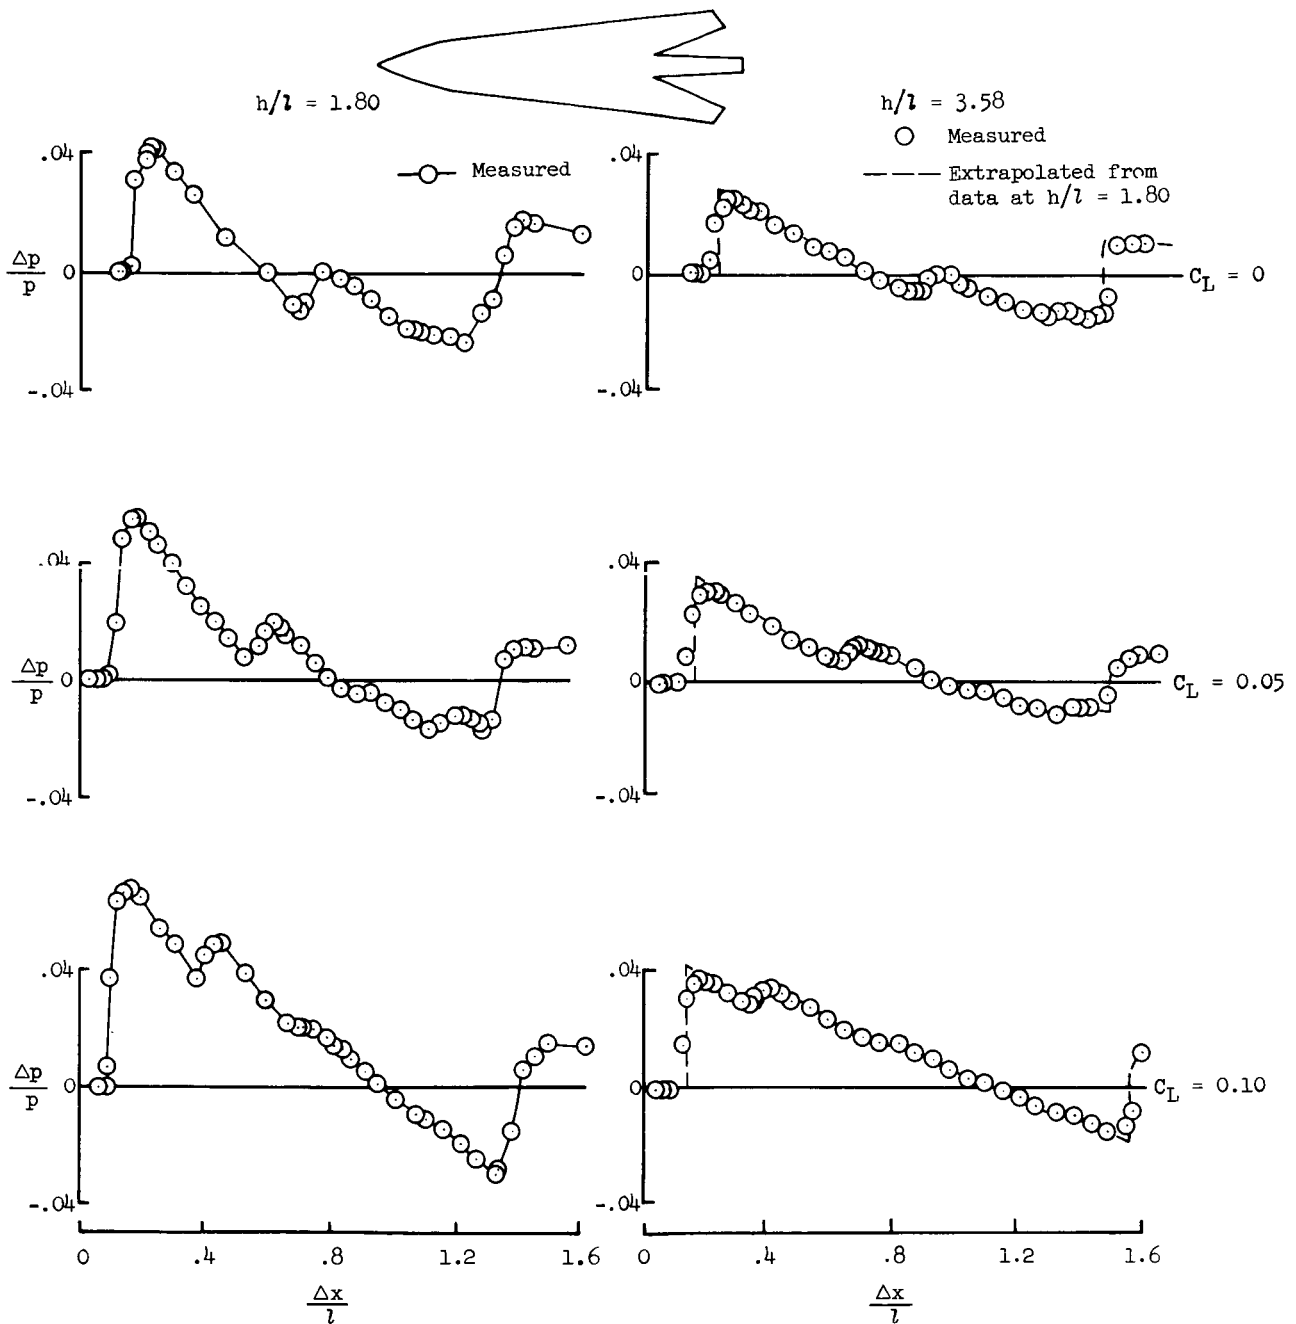 h/l = 1.80
h/l = 3.58
Measured
Measured
Extrapolated from
data at h/l = 1.80
.04
Δp
p
0
-.04
.04
0
-.04
C_L = 0
.04
Δp
p
0
-.04
.04
0
-.04
C_L = 0.05
.04
Δp
p
0
-.04
.04
0
-.04
C_L = 0.10
0 .4 .8 1.2 1.6
Δx
l
0 .4 .8 1.2 1.6
Δx
l